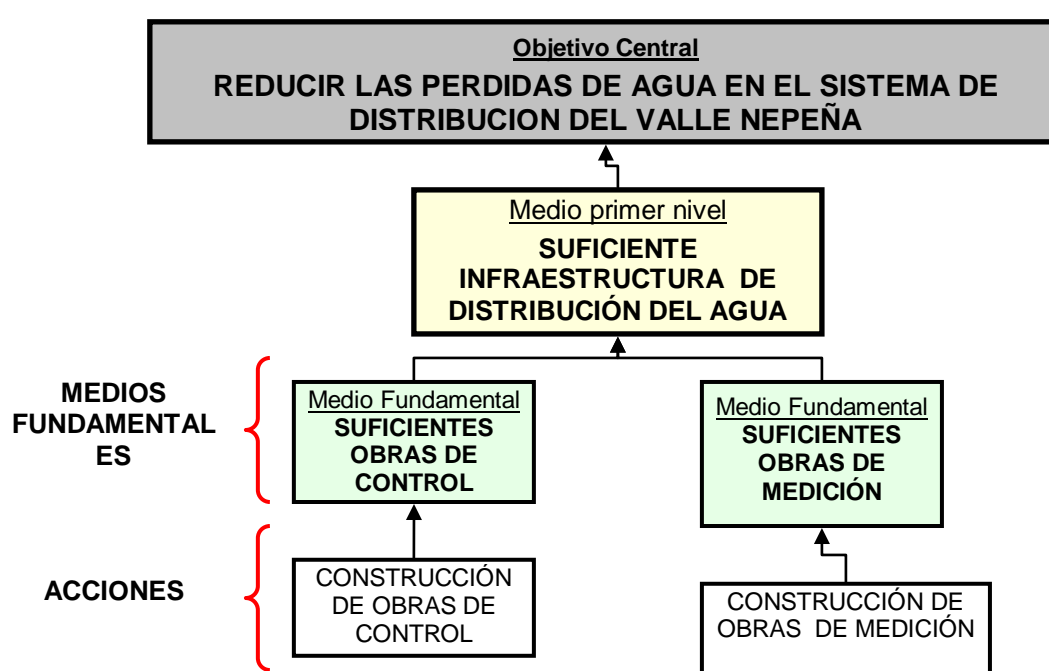 Objetivo Central
REDUCIR LAS PERDIDAS DE AGUA EN EL SISTEMA DE
DISTRIBUCION DEL VALLE NEPEÑA
Medio primer nivel
SUFICIENTE
INFRAESTRUCTURA DE
DISTRIBUCIÓN DEL AGUA
MEDIOS
FUNDAMENTAL
ES
Medio Fundamental
SUFICIENTES
OBRAS DE
CONTROL
Medio Fundamental
SUFICIENTES
OBRAS DE
MEDICIÓN
ACCIONES
CONSTRUCCIÓN
DE OBRAS DE
CONTROL
CONSTRUCCIÓN DE
OBRAS DE MEDICIÓN